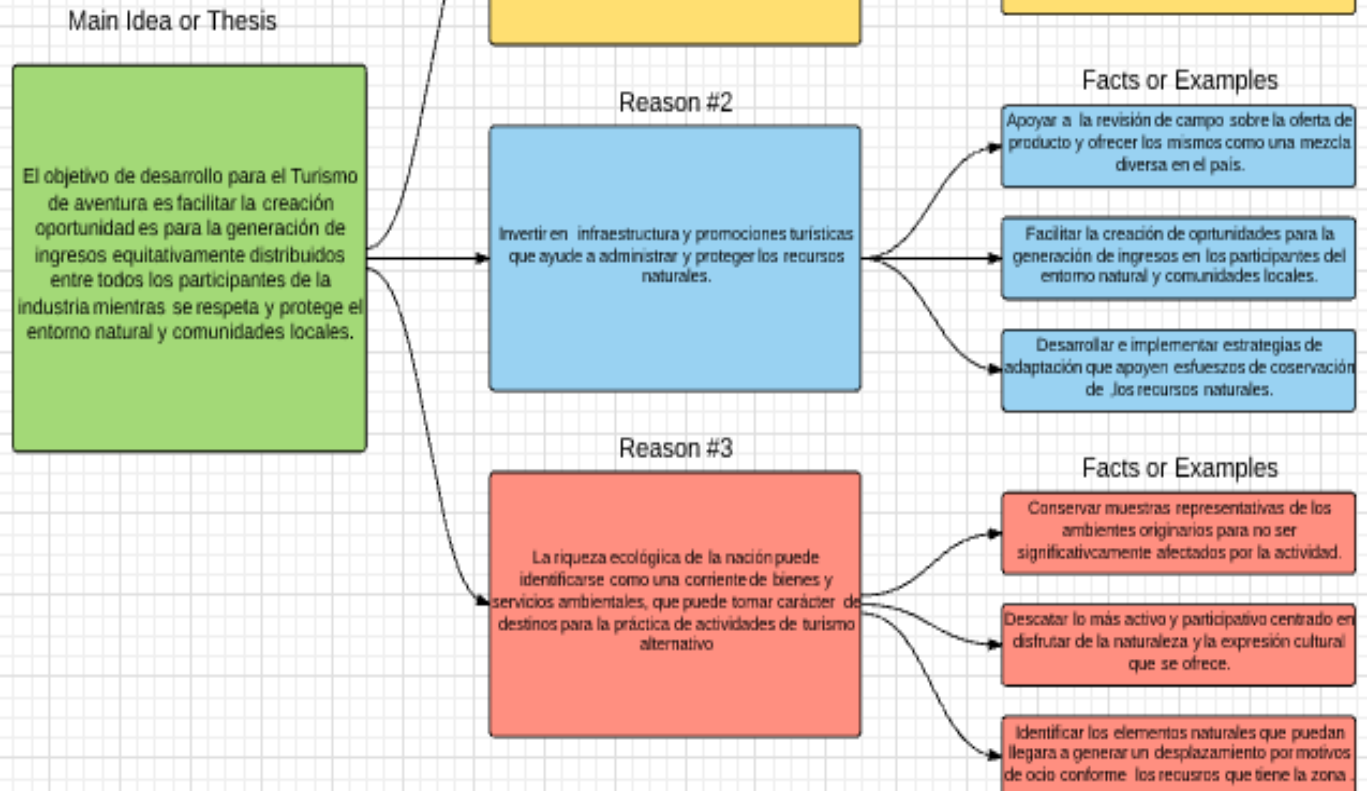 Main Idea or Thesis
El objetivo de desarrollo para el Turismo
de aventura es facilitar la creación
oportunidad es para la generación de
ingresos equitativamente distribuidos
entre todos los participantes de la
industria mientras se respeta y protege el
entorno natural y comunidades locales.
Reason #2
Invertir en infraestructura y promociones turísticas
que ayude a administrar y proteger los recursos
naturales.
Facts or Examples
Apoyar a la revisión de campo sobre la oferta de
producto y ofrecer los mismos como una mezcla
diversa en el país.
Facilitar la creación de oprtunidades para la
generación de ingresos en los participantes del
entorno natural y comunidades locales.
Desarrollar e implementar estrategias de
adaptación que apoyen esfueszos de coservación
de ,los recursos naturales.
Reason #3
La riqueza ecológiica de la nación puede
identificarse como una corriente de bienes y
servicios ambientales, que puede tomar carácter de
destinos para la práctica de actividades de turismo
alternativo
Facts or Examples
Conservar muestras representativas de los
ambientes originarios para no ser
significativcamente afectados por la actividad.
Descatar lo más activo y participativo centrado en
disfrutar de la naturaleza y la expresión cultural
que se ofrece.
Identificar los elementos naturales que puedan
llegara a generar un desplazamiento por motivos
de ocio conforme los recusros que tiene la zona .